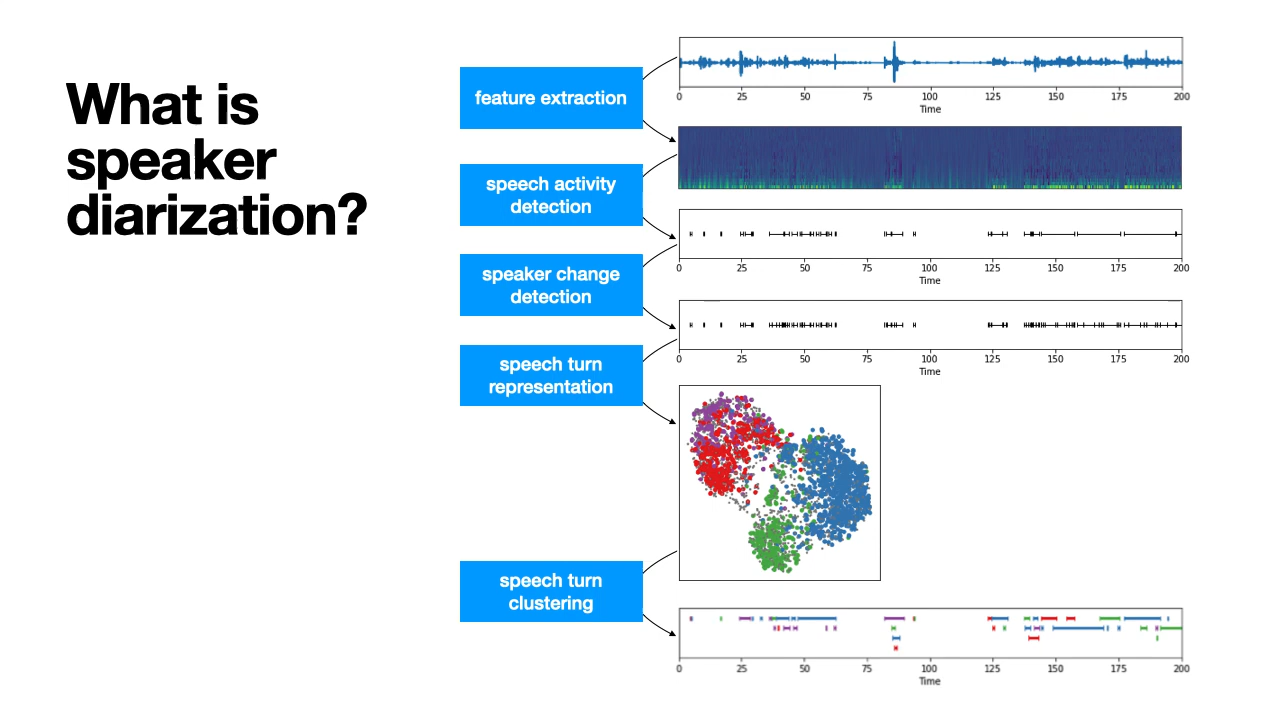 What is
speaker
diarization?
feature extraction
0 25 50 75 100 125 150 175 200
Time
speech activity
detection
0 25 50 75 100 125 150 175 200
Time
speaker change
detection
0 25 50 75 100 125 150 175 200
Time
speech turn
representation
speech turn
clustering
0 25 50 75 100 125 150 175 200
Time